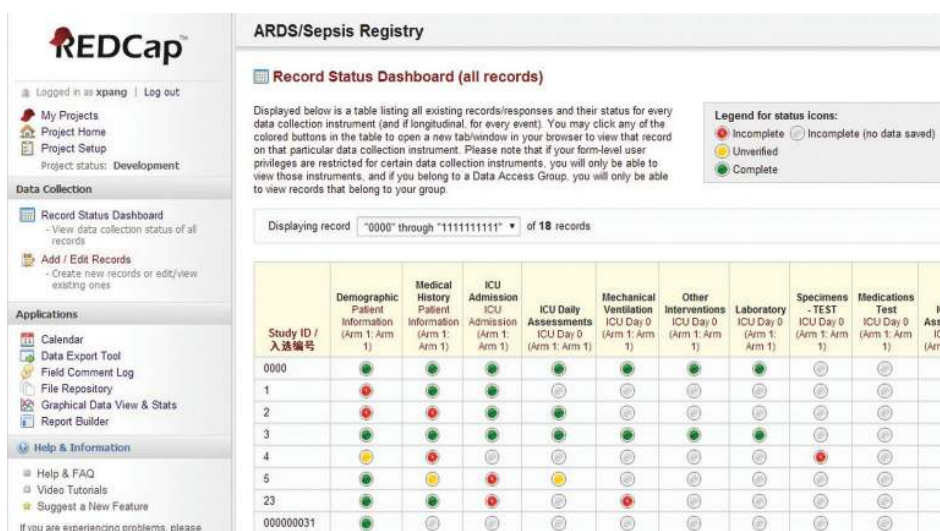 REDCap™
Logged in as xpang | Log out
My Projects
Project Home
Project Setup
Project status: Development
Data Collection
Record Status Dashboard
- View data collection status of all
records
Add / Edit Records
- Create new records or edit/view
existing ones
Applications
Calendar
Data Export Tool
Field Comment Log
File Repository
Graphical Data View & Stats
Report Builder
Help & Information
Help & FAQ
Video Tutorials
Suggest a New Feature
If you are experiencing problems, please
ARDS/Sepsis Registry
Record Status Dashboard (all records)
Displayed below is a table listing all existing records/responses and their status for every
data collection instrument (and if longitudinal, for every event). You may click any of the
colored buttons in the table to open a new tab/window in your browser to view that record
on that particular data collection instrument. Please note that if your form-level user
privileges are restricted for certain data collection instruments, you will only be able to
view those instruments, and if you belong to a Data Access Group, you will only be able
to view records that belong to your group.
Legend for status icons:
Incomplete Incomplete (no data saved)
Unverified
Complete
Displaying record "0000" through "1111111111" of 18 records
Study ID /
入选编号
Demographic
Patient
Information
(Arm 1: Arm
1)
Medical
History
Patient
Information
(Arm 1:
Arm 1)
ICU
Admission
ICU
Admission
(Arm 1:
Arm 1)
ICU Daily
Assessments
ICU Day 0
(Arm 1: Arm 1)
Mechanical
Ventilation
ICU Day 0
(Arm 1: Arm
1)
Other
Interventions
ICU Day 0
(Arm 1: Arm
1)
Laboratory
ICU Day 0
(Arm 1:
Arm 1)
Specimens
- TEST
ICU Day 0
(Arm 1: Arm
1)
Medications
Test
ICU Day 0
(Arm 1: Arm
1)
0000
1
2
3
4
5
23
000000031